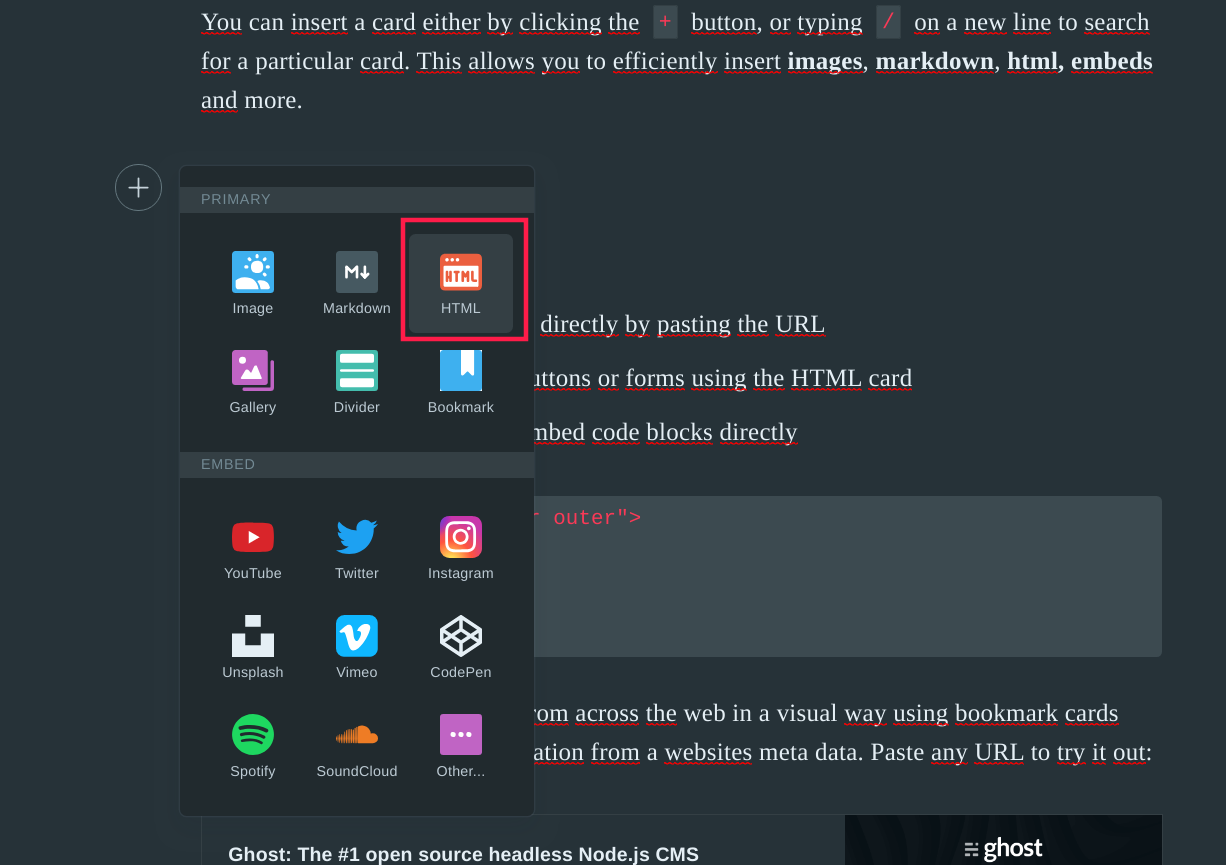 You can insert a card either by clicking the + button, or typing / on a new line to search
for a particular card. This allows you to efficiently insert images, markdown, html, embeds
and more.
PRIMARY
Image Markdown HTML
Gallery Divider Bookmark
directly by pasting the URL
uttons or forms using the HTML card
mbed code blocks directly
EMBED
outer">
YouTube Twitter Instagram
Unsplash Vimeo CodePen
rom across the web in a visual way using bookmark cards
ation from a websites meta data. Paste any URL to try it out:
Spotify SoundCloud Other...
Ghost: The #1 open source headless Node.js CMS
ghost